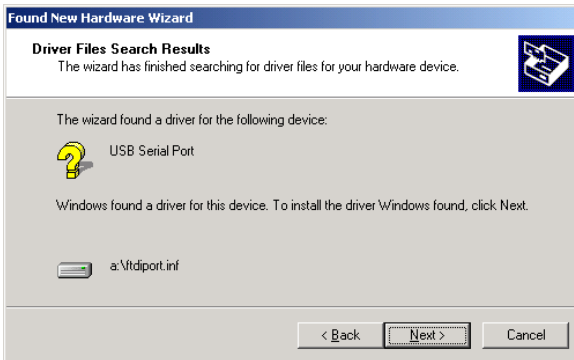 Found New Hardware Wizard
Driver Files Search Results
The wizard has finished searching for driver files for your hardware device.
The wizard found a driver for the following device:
USB Serial Port
Windows found a driver for this device. To install the driver Windows found, click Next.
a:\ftdiport.inf
< Back Next > Cancel